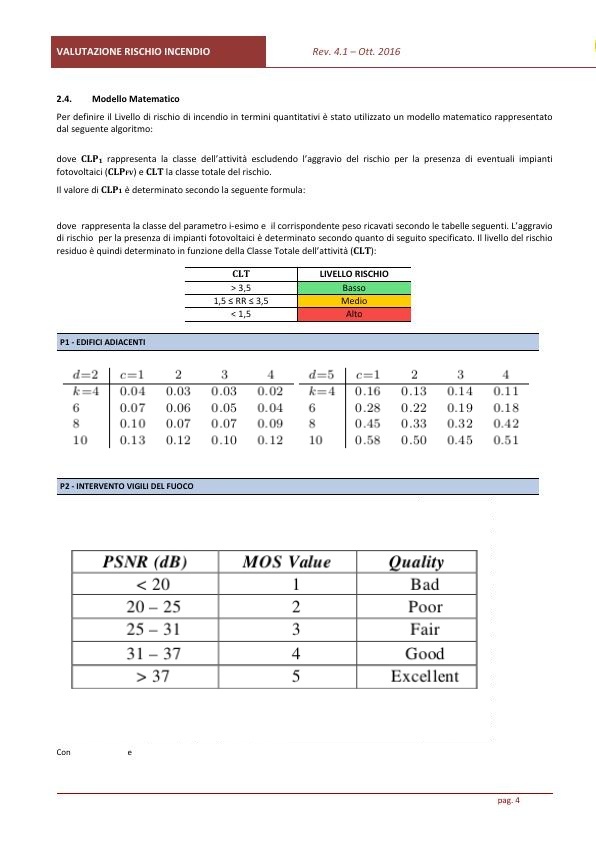 VALUTAZIONE RISCHIO INCENDIO Rev. 4.1 – Ott. 2016
2.4. Modello Matematico
Per definire il Livello di rischio di incendio in termini quantitativi è stato utilizzato un modello matematico rappresentato
dal seguente algoritmo:
dove CLP₁ rappresenta la classe dell’attività escludendo l’aggravio del rischio per la presenza di eventuali impianti
fotovoltaici (CLPFV) e CLT la classe totale del rischio.
Il valore di CLP₁ è determinato secondo la seguente formula:
dove rappresenta la classe del parametro i-esimo e il corrispondente peso ricavati secondo le tabelle seguenti. L’aggravio
di rischio per la presenza di impianti fotovoltaici è determinato secondo quanto di seguito specificato. Il livello del rischio
residuo è quindi determinato in funzione della Classe Totale dell’attività (CLT):
CLT LIVELLO RISCHIO
> 3,5 Basso
1,5 ≤ RR ≤ 3,5 Medio
< 1,5 Alto
P1 - EDIFICI ADIACENTI
d=2 c=1 2 3 4 d=5 c=1 2 3 4
k=4 0.04 0.03 0.03 0.02 k=4 0.16 0.13 0.14 0.11
6 0.07 0.06 0.05 0.04 6 0.28 0.22 0.19 0.18
8 0.10 0.07 0.07 0.09 8 0.45 0.33 0.32 0.42
10 0.13 0.12 0.10 0.12 10 0.58 0.50 0.45 0.51
P2 - INTERVENTO VIGILI DEL FUOCO
PSNR (dB) MOS Value Quality
< 20 1 Bad
20 – 25 2 Poor
25 – 31 3 Fair
31 – 37 4 Good
> 37 5 Excellent
Con e
pag. 4